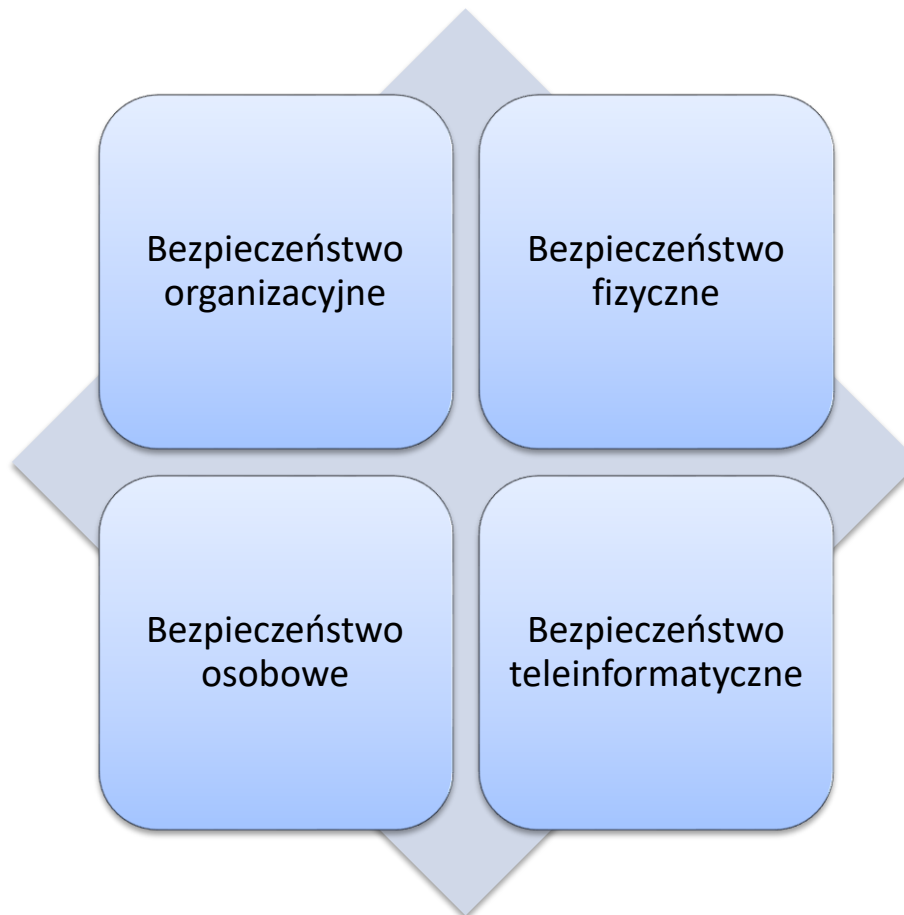 Bezpieczeństwo
organizacyjne
Bezpieczeństwo
fizyczne
Bezpieczeństwo
osobowe
Bezpieczeństwo
teleinformatyczne